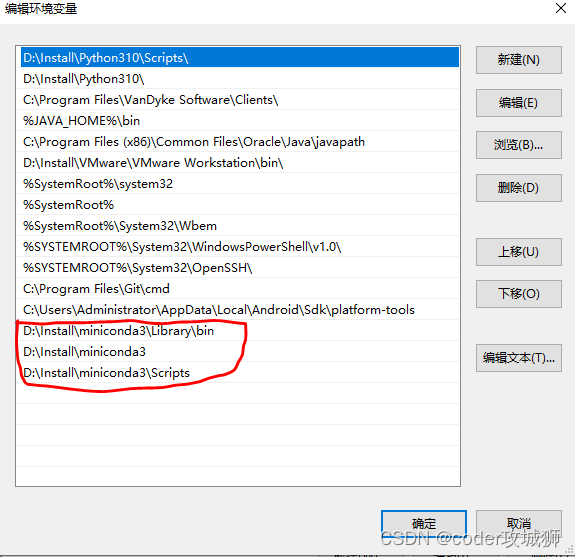 编辑环境变量
D:\Install\Python310\Scripts\
D:\Install\Python310\
C:\Program Files\VanDyke Software\Clients\
%JAVA_HOME%\bin
C:\Program Files (x86)\Common Files\Oracle\Java\javapath
D:\Install\VMware\VMware Workstation\bin\
%SystemRoot%\system32
%SystemRoot%
%SystemRoot%\System32\Wbem
%SYSTEMROOT%\System32\WindowsPowerShell\v1.0\
%SYSTEMROOT%\System32\OpenSSH\
C:\Program Files\Git\cmd
C:\Users\Administrator\AppData\Local\Android\Sdk\platform-tools
D:\Install\miniconda3\Library\bin
D:\Install\miniconda3
D:\Install\miniconda3\Scripts
新建(N)
编辑(E)
浏览(B)...
删除(D)
上移(U)
下移(O)
编辑文本(T)...
确定
取消
CSDN @coder攻城狮